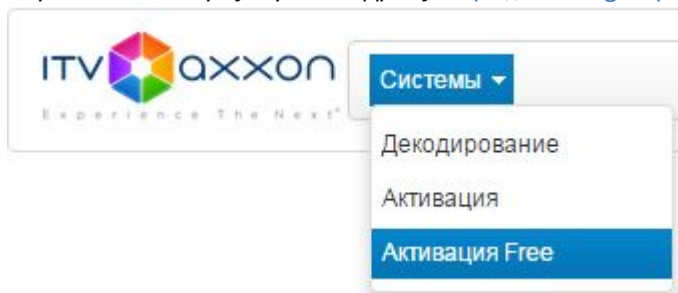 ITV axxon
Experience The Next
Системы
Декодирование
Активация
Активация Free